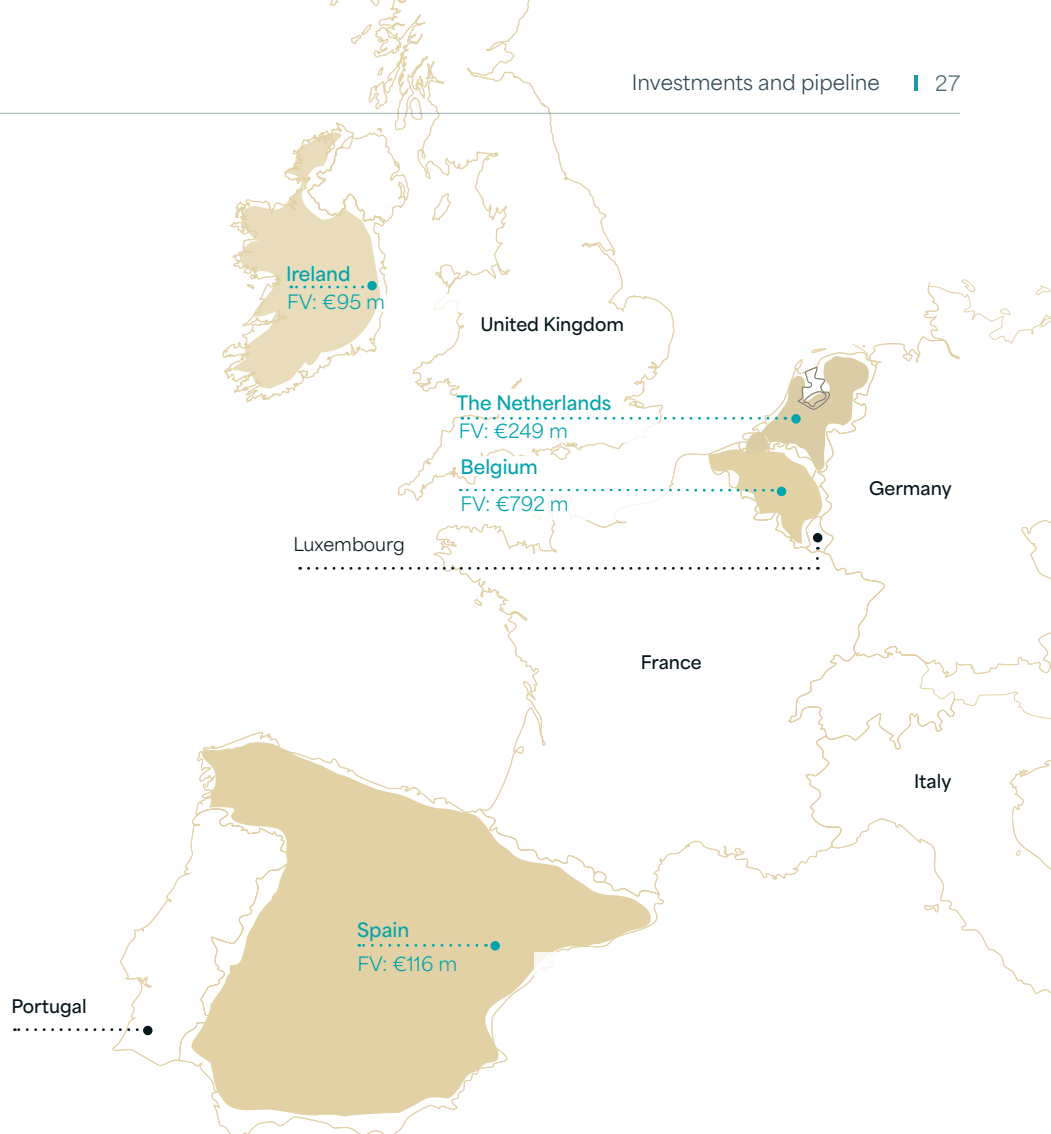 Investments and pipeline 27
Ireland
FV: €95 m
United Kingdom
The Netherlands
FV: €249 m
Belgium
FV: €792 m
Germany
Luxembourg
France
Italy
Spain
FV: €116 m
Portugal